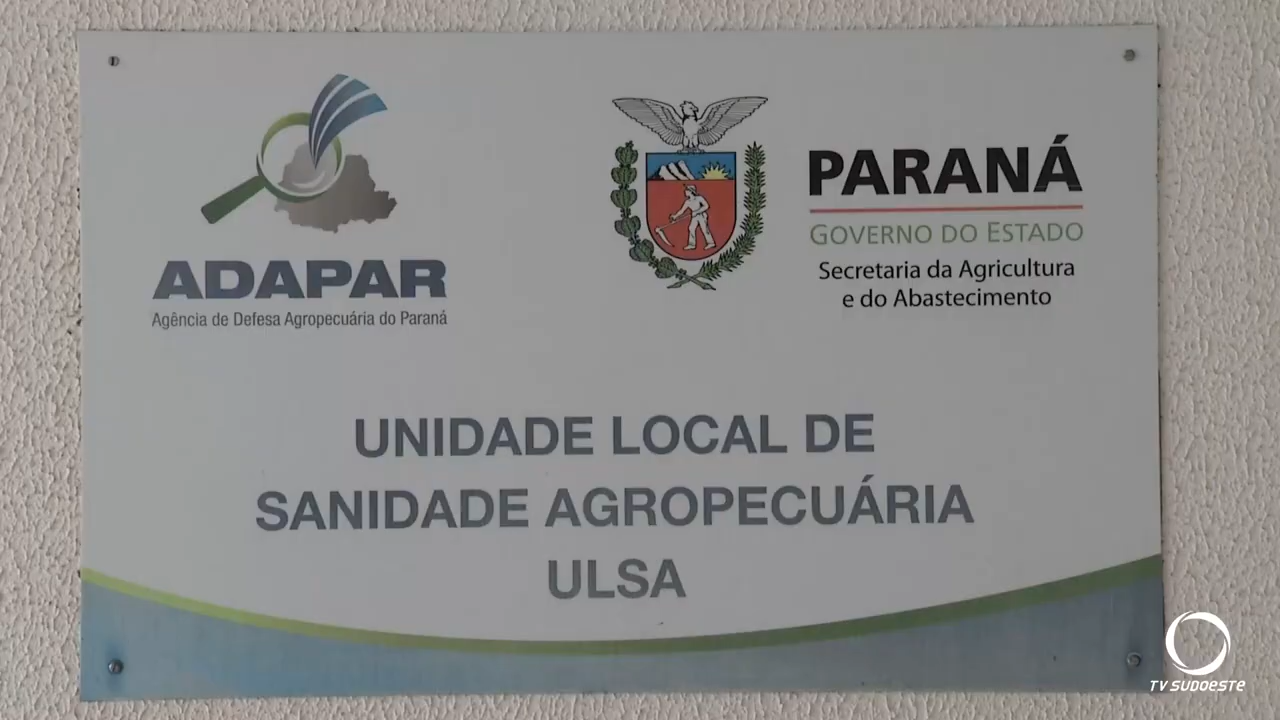 ADAPAR
Agência de Defesa Agropecuária do Paraná
PARANÁ
GOVERNO DO ESTADO
Secretaria da Agricultura
e do Abastecimento
UNIDADE LOCAL DE
SANIDADE AGROPECUÁRIA
ULSA
TV SUDOESTE